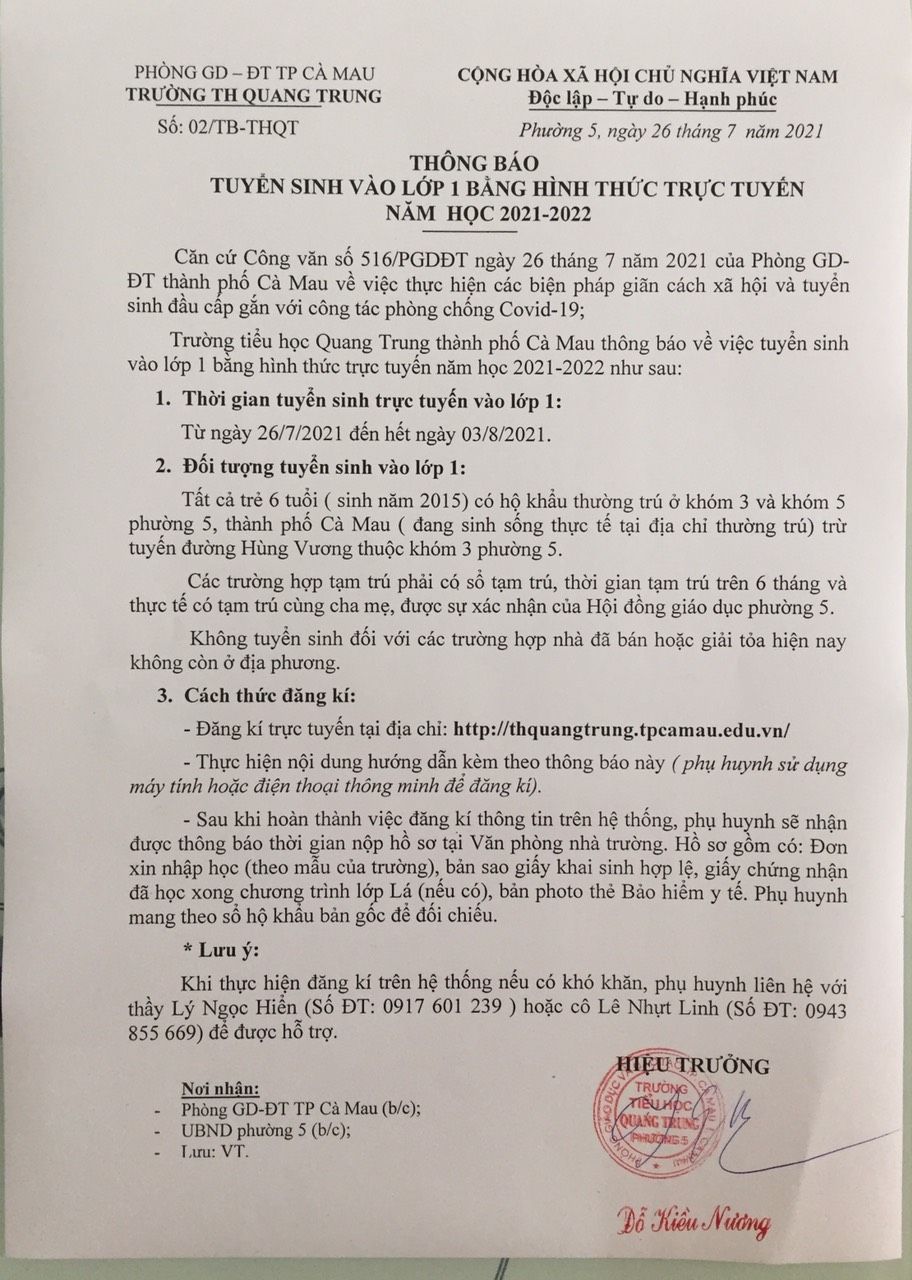 PHÒNG GD – ĐT TP CÀ MAU
TRƯỜNG TH QUANG TRUNG
Số: 02/TB-THQT
CỘNG HÒA XÃ HỘI CHỦ NGHĨA VIỆT NAM
Độc lập – Tự do – Hạnh phúc
Phường 5, ngày 26 tháng 7 năm 2021
THÔNG BÁO
TUYỂN SINH VÀO LỚP 1 BẰNG HÌNH THỨC TRỰC TUYẾN
NĂM HỌC 2021-2022
Căn cứ Công văn số 516/PGDĐT ngày 26 tháng 7 năm 2021 của Phòng GD-
ĐT thành phố Cà Mau về việc thực hiện các biện pháp giãn cách xã hội và tuyển
sinh đầu cấp gắn với công tác phòng chống Covid-19;
Trường tiểu học Quang Trung thành phố Cà Mau thông báo về việc tuyển sinh
vào lớp 1 bằng hình thức trực tuyến năm học 2021-2022 như sau:
1. Thời gian tuyển sinh trực tuyến vào lớp 1:
Từ ngày 26/7/2021 đến hết ngày 03/8/2021.
2. Đối tượng tuyển sinh vào lớp 1:
Tất cả trẻ 6 tuổi ( sinh năm 2015) có hộ khẩu thường trú ở khóm 3 và khóm 5
phường 5, thành phố Cà Mau ( đang sinh sống thực tế tại địa chỉ thường trú) trừ
tuyến đường Hùng Vương thuộc khóm 3 phường 5.
Các trường hợp tạm trú phải có sổ tạm trú, thời gian tạm trú trên 6 tháng và
thực tế có tạm trú cùng cha mẹ, được sự xác nhận của Hội đồng giáo dục phường 5.
Không tuyển sinh đối với các trường hợp nhà đã bán hoặc giải tỏa hiện nay
không còn ở địa phương.
3. Cách thức đăng kí:
- Đăng kí trực tuyến tại địa chỉ: http://thquangtrung.tpcamau.edu.vn/
- Thực hiện nội dung hướng dẫn kèm theo thông báo này ( phụ huynh sử dụng
máy tính hoặc điện thoại thông minh để đăng kí).
- Sau khi hoàn thành việc đăng kí thông tin trên hệ thống, phụ huynh sẽ nhận
được thông báo thời gian nộp hồ sơ tại Văn phòng nhà trường. Hồ sơ gồm có: Đơn
xin nhập học (theo mẫu của trường), bản sao giấy khai sinh hợp lệ, giấy chứng nhận
đã học xong chương trình lớp Lá (nếu có), bản photo thẻ Bảo hiểm y tế. Phụ huynh
mang theo sổ hộ khẩu bản gốc để đối chiếu.
* Lưu ý:
Khi thực hiện đăng kí trên hệ thống nếu có khó khăn, phụ huynh liên hệ với
thầy Lý Ngọc Hiển (Số ĐT: 0917 601 239 ) hoặc cô Lê Nhựt Linh (Số ĐT: 0943
855 669) để được hỗ trợ.
HIỆU TRƯỞNG
TRƯỜNG
TIỂU HỌC
QUANG TRUNG
PHƯỜNG 5
Đỗ Kiều Nương
Nơi nhận:
- Phòng GD-ĐT TP Cà Mau (b/c);
- UBND phường 5 (b/c);
- Lưu: VT.